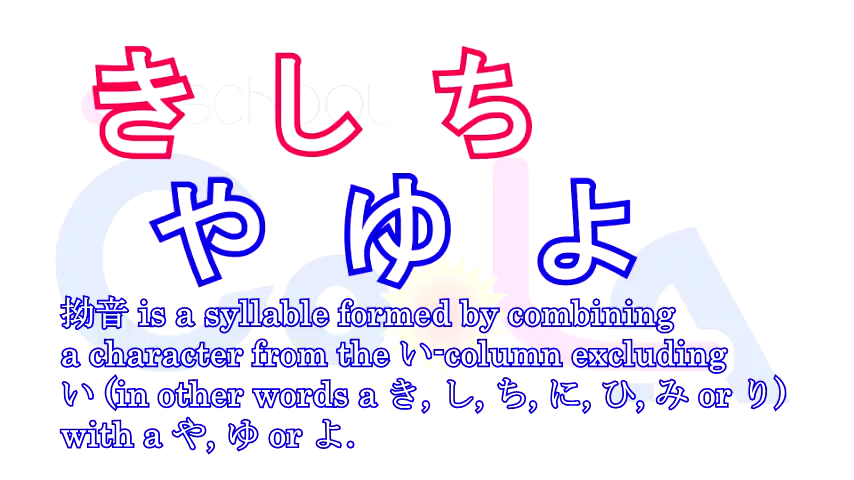 き し ち
school
や ゆ よ
拗音 is a syllable formed by combining
a character from the い-column excluding
い (in other words a き, し, ち, に, ひ, み or り)
with a や, ゆ or よ.